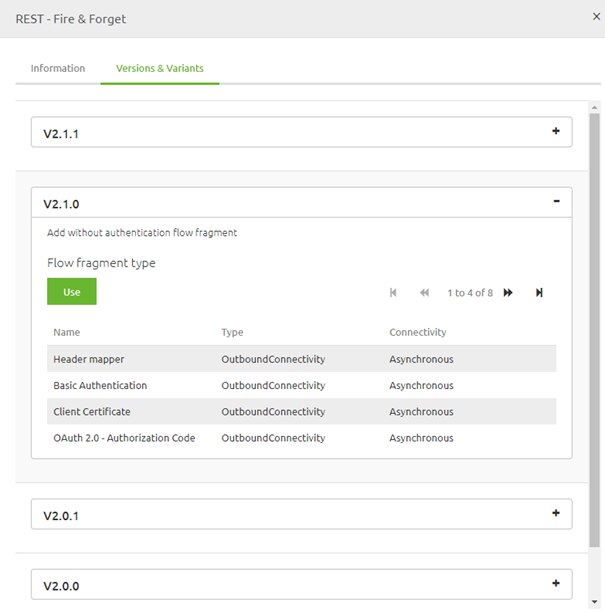 REST - Fire & Forget
Information
Versions & Variants
V2.1.1
V2.1.0
Add without authentication flow fragment
Flow fragment type
Use
1 to 4 of 8
Name Type Connectivity
Header mapper OutboundConnectivity Asynchronous
Basic Authentication OutboundConnectivity Asynchronous
Client Certificate OutboundConnectivity Asynchronous
OAuth 2.0 - Authorization Code OutboundConnectivity Asynchronous
V2.0.1
V2.0.0